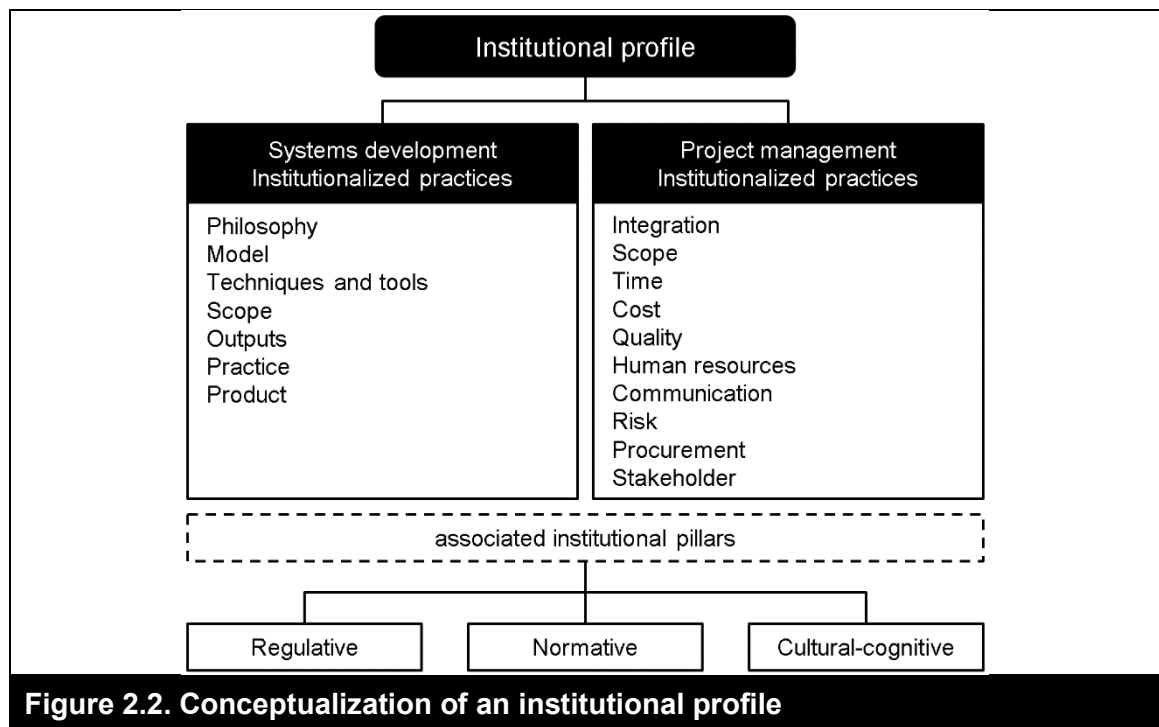 Institutional profile
Systems development
Institutionalized practices
Philosophy
Model
Techniques and tools
Scope
Outputs
Practice
Product
Project management
Institutionalized practices
Integration
Scope
Time
Cost
Quality
Human resources
Communication
Risk
Procurement
Stakeholder
associated institutional pillars
Regulative
Normative
Cultural-cognitive
Figure 2.2. Conceptualization of an institutional profile